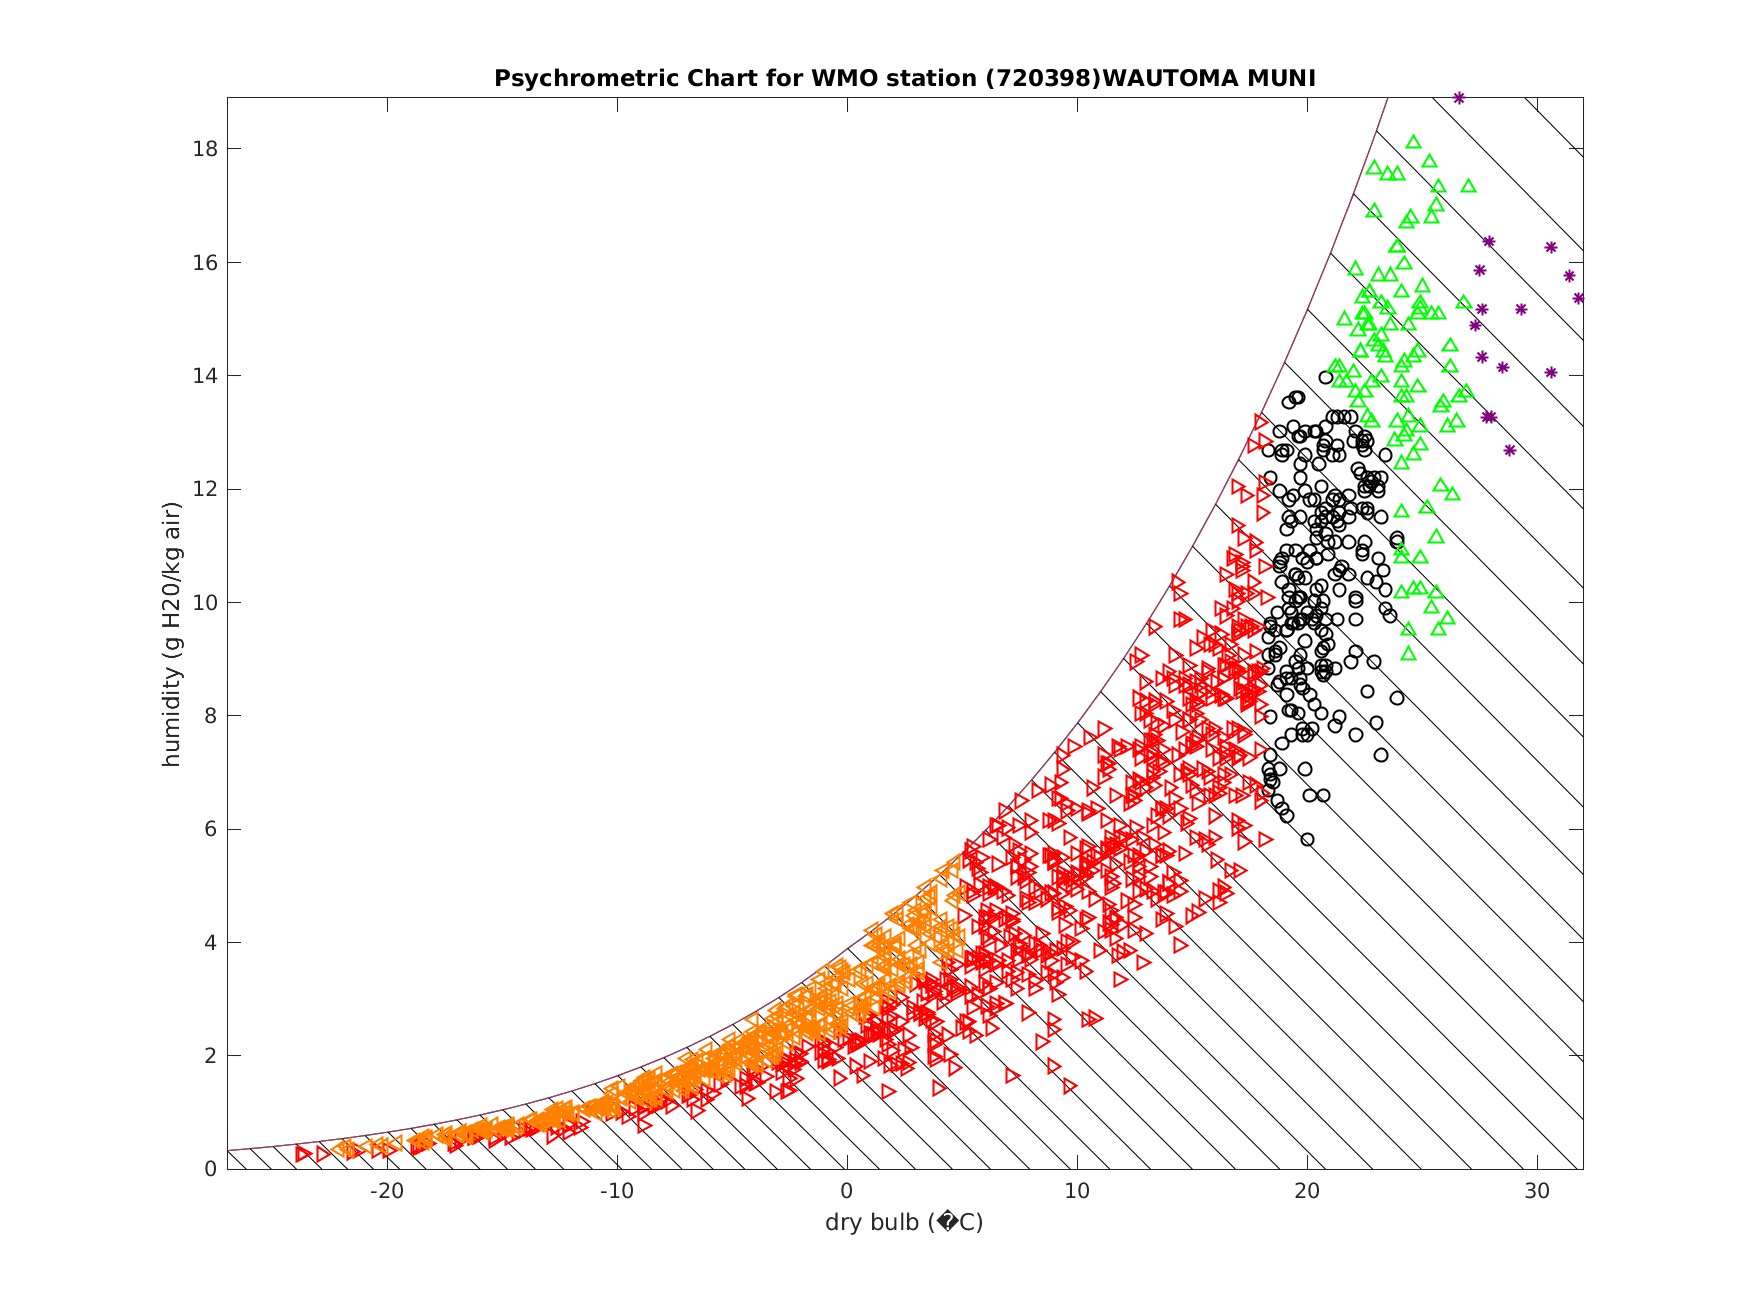 Psychrometric Chart for WMO station (720398)WAUTOMA MUNI
18
16
14
12
10
8
6
4
2
0
humidity (g H20/kg air)
-20 -10 0 10 20 30
dry bulb (�C)